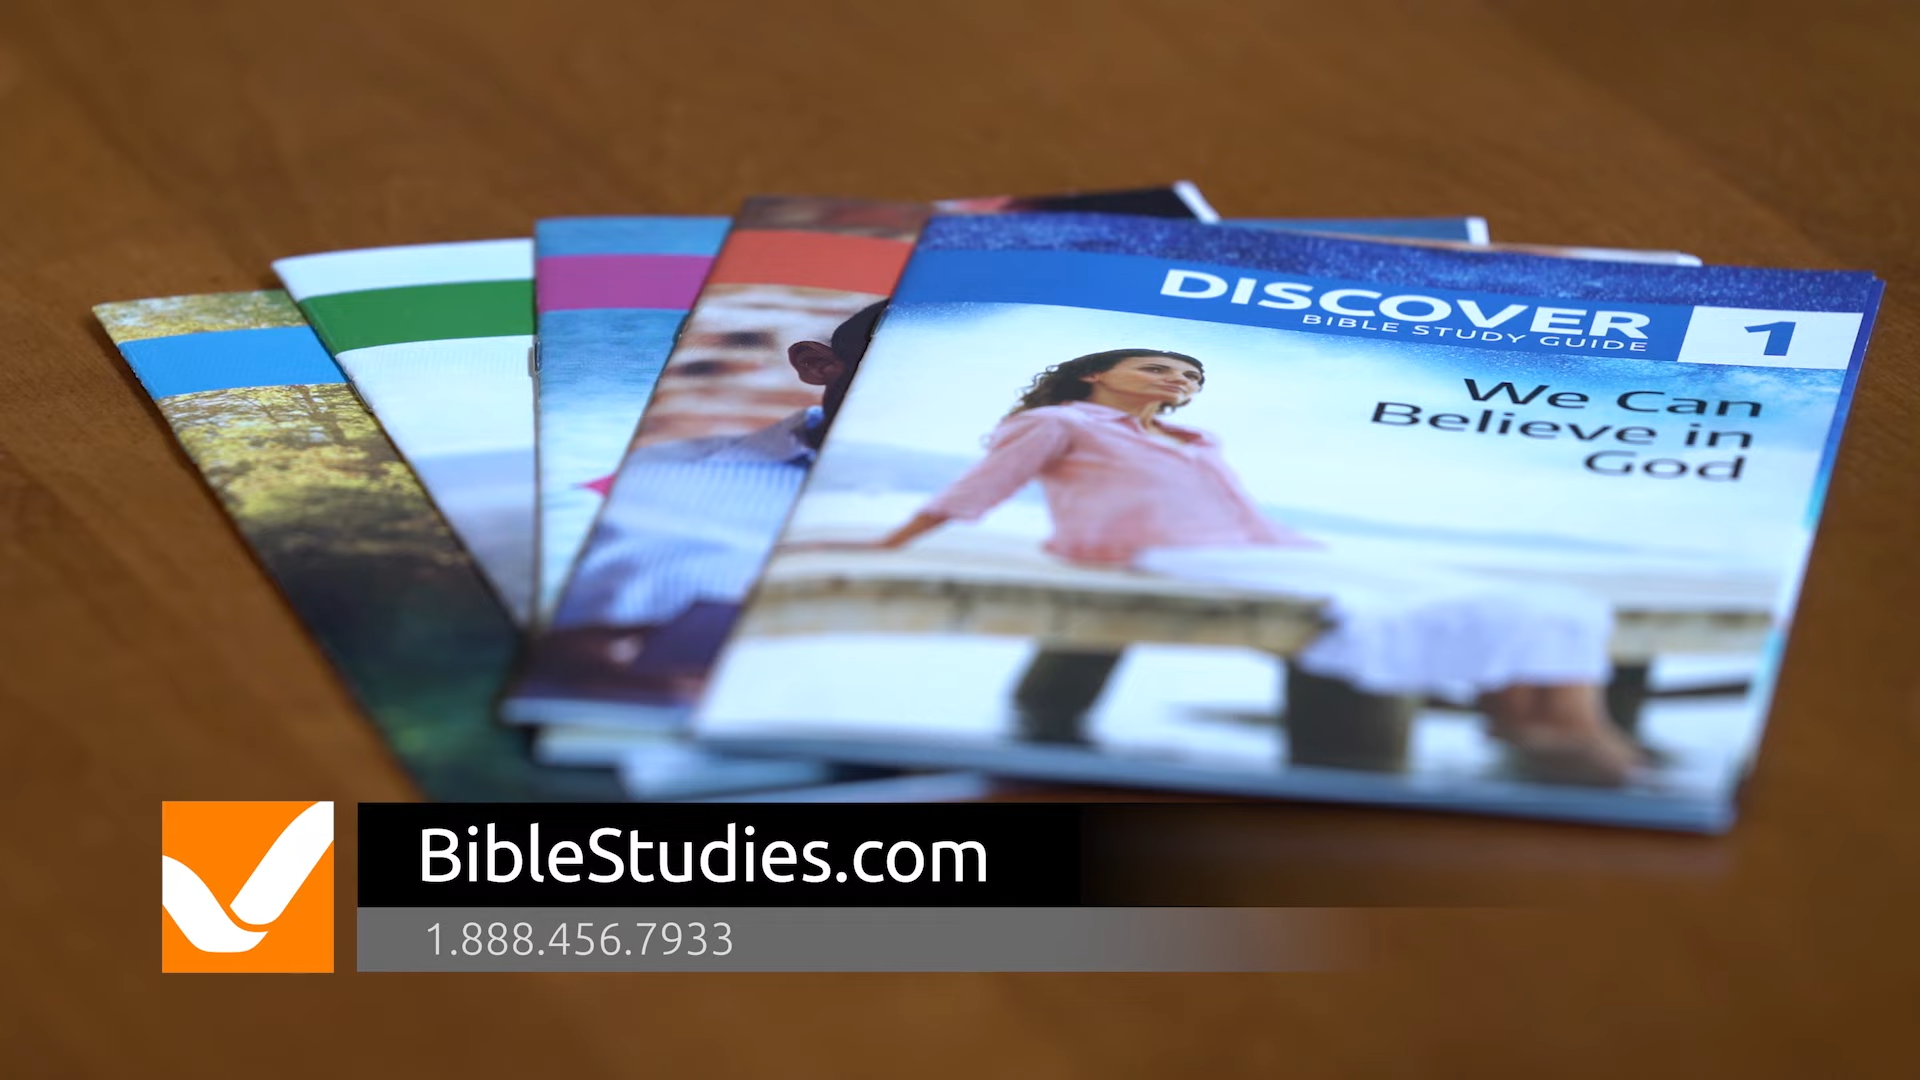 DISCOVER
BIBLE STUDY GUIDE
1
We Can
Believe in
God
BibleStudies.com
1.888.456.7933